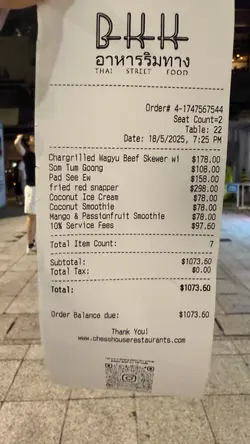 BKK
อาหารริมทาง
THAI STREET FOOD
Order# 4-1747567544
Seat Count=2
Table: 22
Date: 18/5/2025, 7:25 PM
Chargrilled Wagyu Beef Skewer wi $178.00
Som Tum Goong $108.00
Pad See Ew $158.00
fried red snapper $298.00
Coconut Ice Cream $78.00
Coconut Smoothie $78.00
Mango & Passionfruit Smoothie $78.00
10% Service Fees $97.60
Total Item Count: 7
Subtotal: $1073.60
Total Tax: $0.00
Total: $1073.60
Order Balance due: $1073.60
Thank You!
www.chesshouserestaurants.com